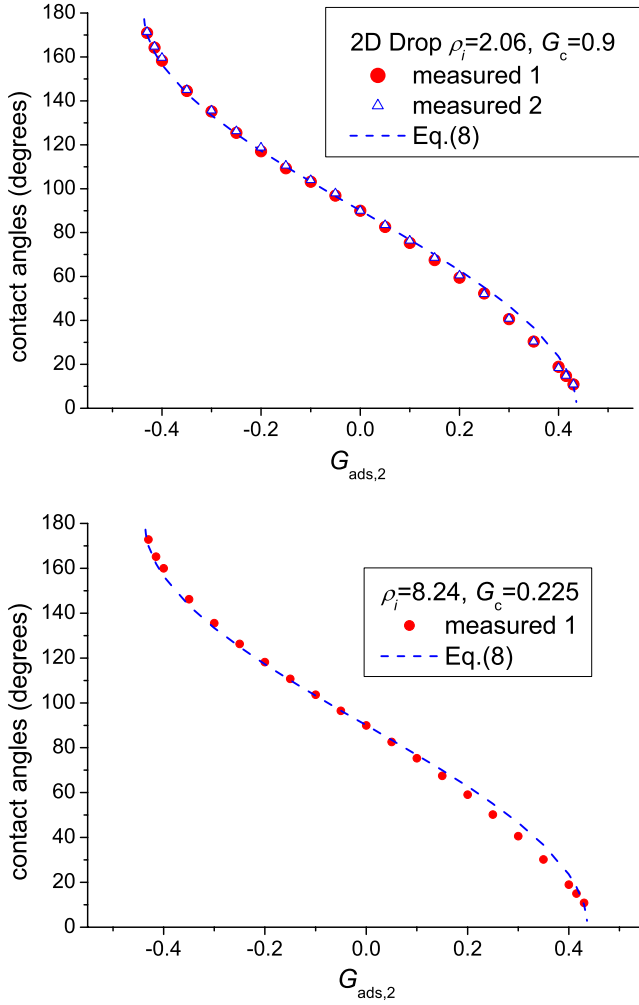 180
160
140
120
100
80
60
40
20
0
contact angles (degrees)
2D Drop ρi=2.06, Gc=0.9
measured 1
measured 2
Eq.(8)
-0.4 -0.2 0.0 0.2 0.4
Gads,2
180
160
140
120
100
80
60
40
20
0
contact angles (degrees)
ρi=8.24, Gc=0.225
measured 1
Eq.(8)
-0.4 -0.2 0.0 0.2 0.4
Gads,2